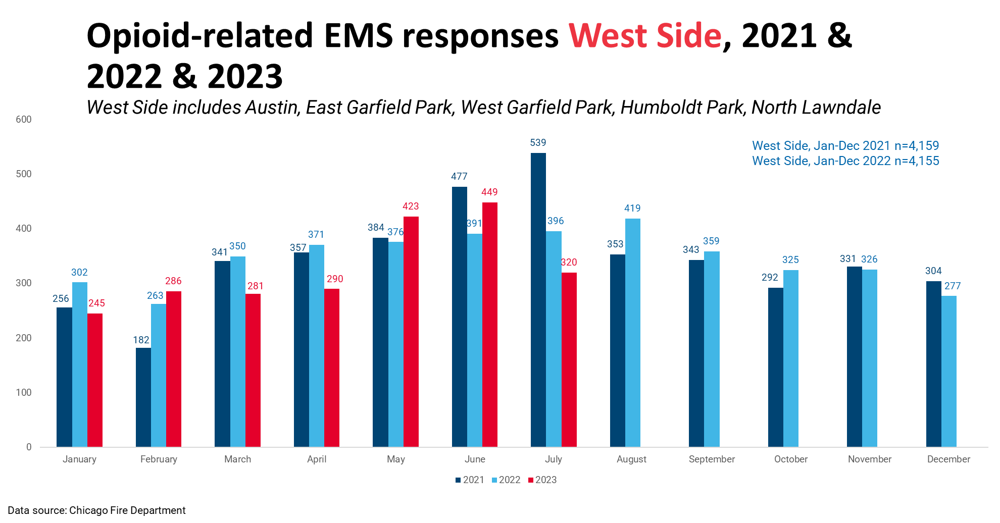 Opioid-related EMS responses West Side, 2021 &
2022 & 2023
West Side includes Austin, East Garfield Park, West Garfield Park, Humboldt Park, North Lawndale
West Side, Jan-Dec 2021 n=4,159
West Side, Jan-Dec 2022 n=4,155
600
500
400
300
200
100
0
256 302 245
182 263 286
341 350 281
357 371 290
384 376 423
477 391 449
539 396 320
353 419
343 359
292 325
331 326
304 277
January February March April May June July August September October November December
2021 2022 2023
Data source: Chicago Fire Department